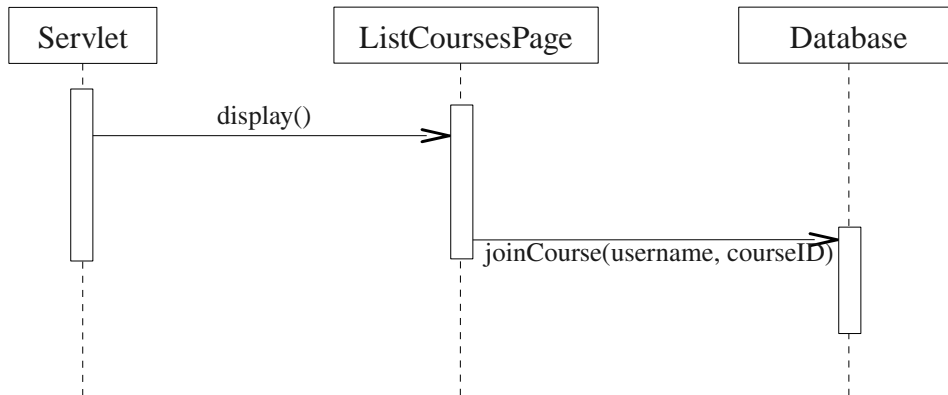 Servlet
ListCoursesPage
Database
display()
joinCourse(username, courseID)